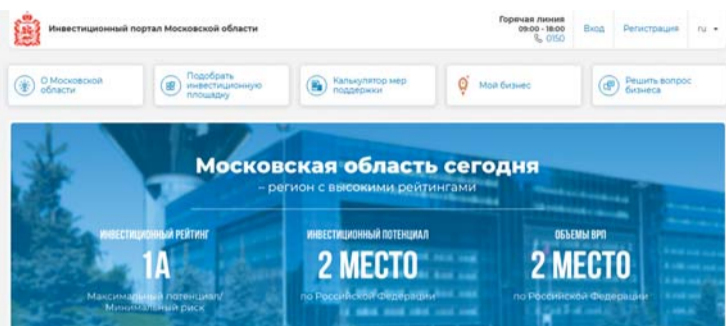 Инвестиционный портал Московской области
Горячая линия
09:00 - 18:00
0150
Вход
Регистрация
ru
О Московской
области
Подобрать
инвестиционную
площадку
Калькулятор мер
поддержки
Мой бизнес
Решить вопрос
бизнеса
Московская область сегодня
– регион с высокими рейтингами
ИНВЕСТИЦИОННЫЙ РЕЙТИНГ
1А
Максимальный потенциал/
Минимальный риск
ИНВЕСТИЦИОННЫЙ ПОТЕНЦИАЛ
2 МЕСТО
по Российской Федерации
ОБЪЕМЫ ВРП
2 МЕСТО
по Российской Федерации